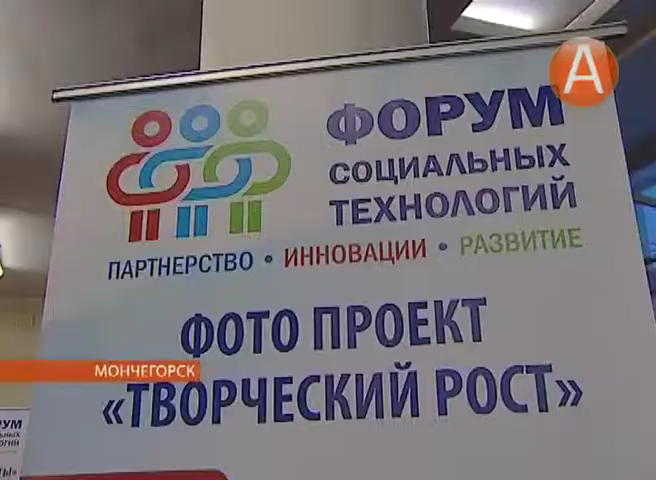 А
ФОРУМ
СОЦИАЛЬНЫХ
ТЕХНОЛОГИЙ
ПАРТНЕРСТВО • ИННОВАЦИИ • РАЗВИТИЕ
ФОТО ПРОЕКТ
МОНЧЕГОРСК
«ТВОРЧЕСКИЙ РОСТ»